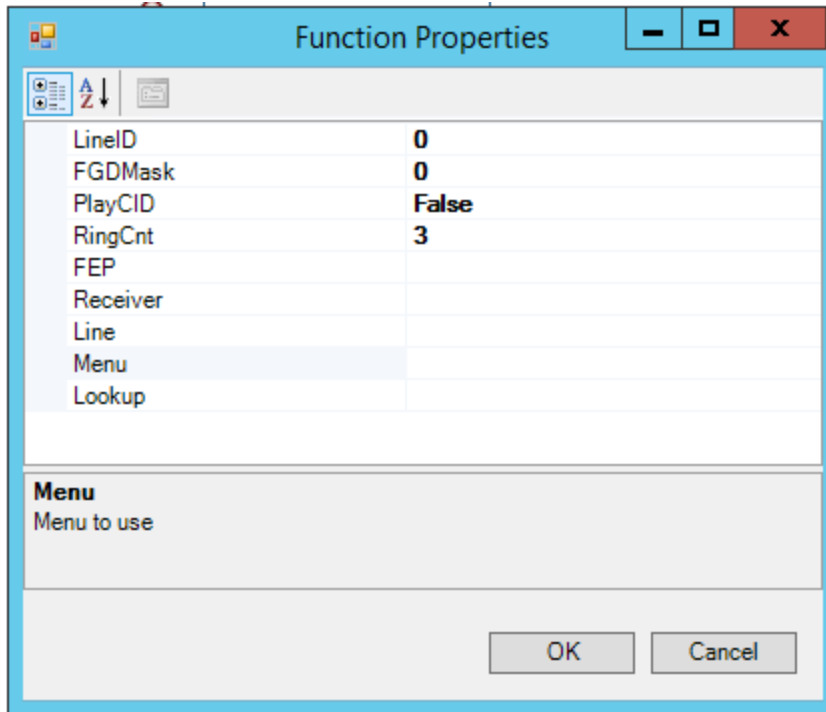 Function Properties
LineID 0
FGDMask 0
PlayCID False
RingCnt 3
FEP
Receiver
Line
Menu
Lookup
Menu
Menu to use
OK Cancel